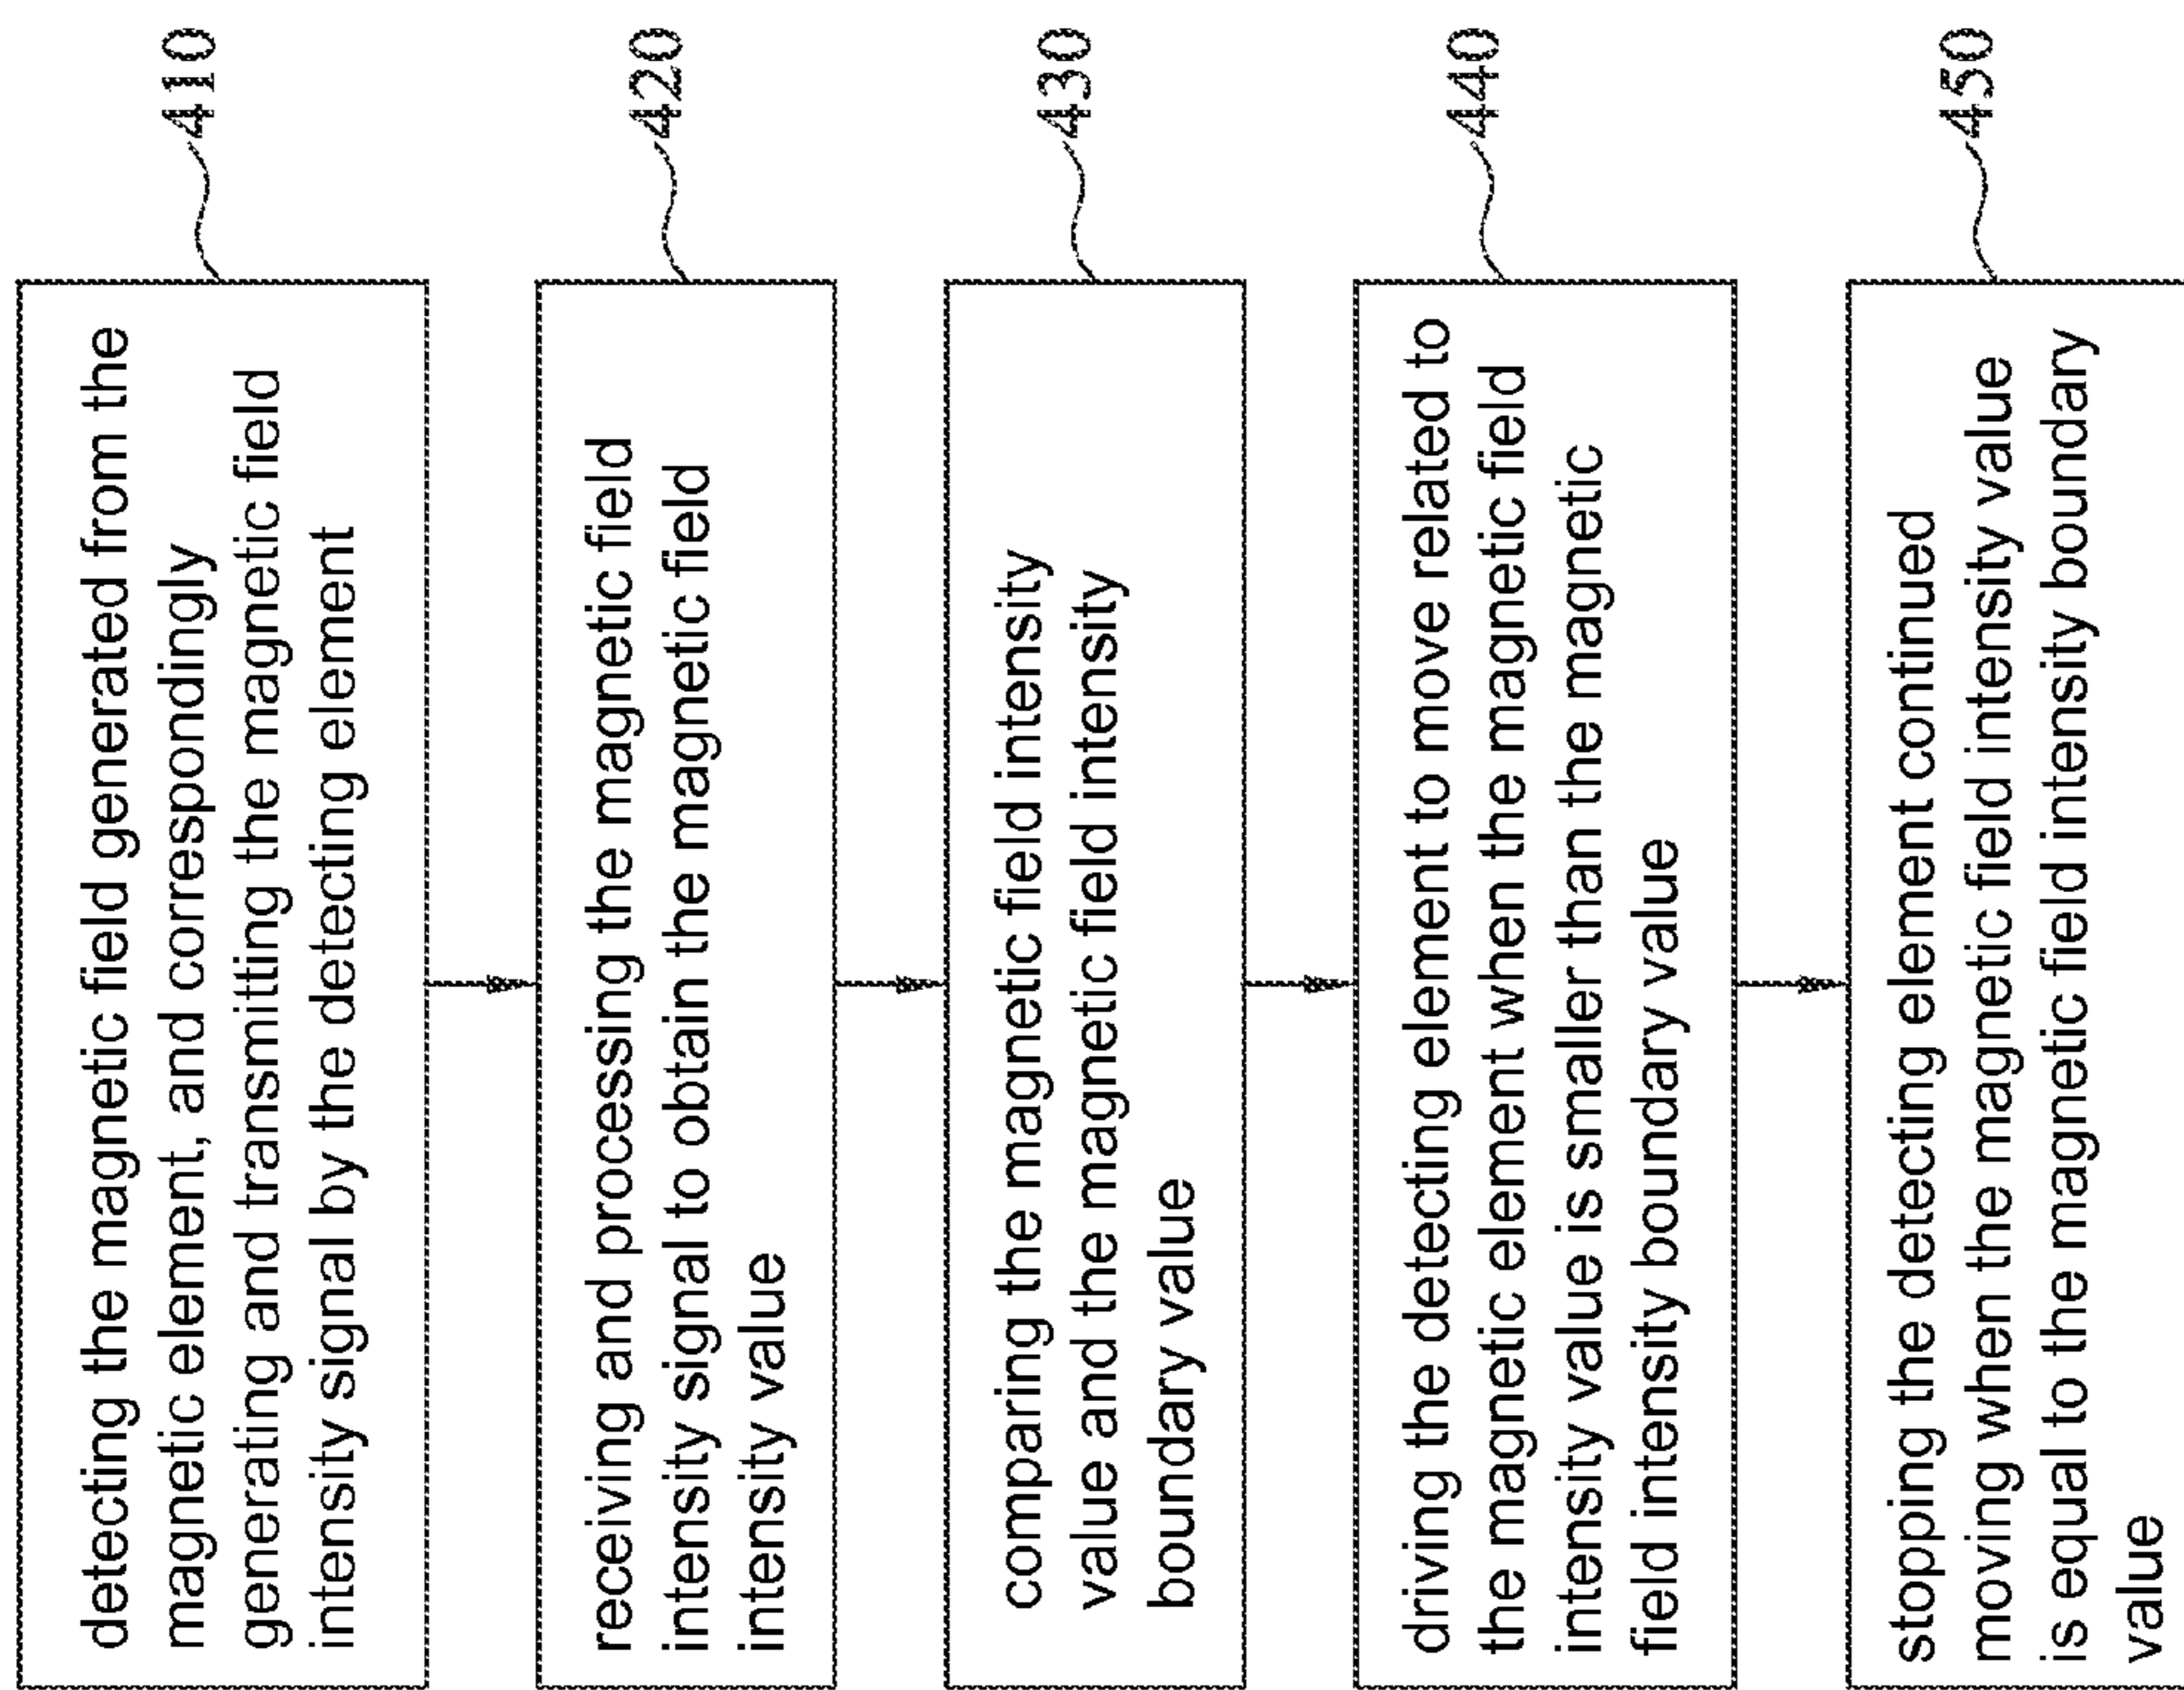 detecting the magnetic field generated from the
magnetic element, and correspondingly
generating and transmitting the magnetic field
intensity signal by the detecting element
410
receiving and processing the magnetic field
intensity signal to obtain the magnetic field
intensity value
420
comparing the magnetic field intensity
value and the magnetic field intensity
boundary value
430
driving the detecting element to move related to
the magnetic element when the magnetic field
intensity value is smaller than the magnetic
field intensity boundary value
440
stopping the detecting element continued
moving when the magnetic field intensity value
is equal to the magnetic field intensity boundary
value
450